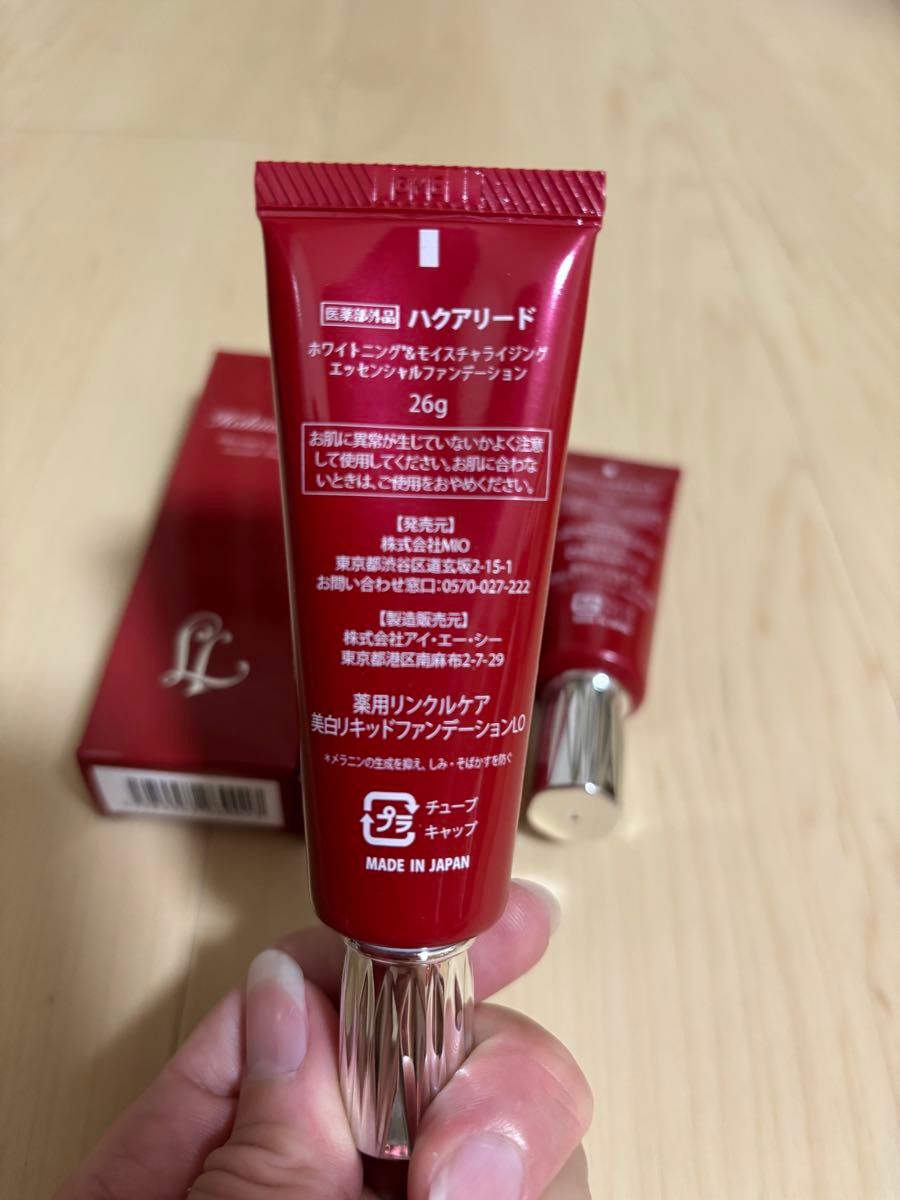 医薬部外品 ハクアリード
ホワイトニング*&モイスチャライジング
エッセンシャルファンデーション
26g
お肌に異常が生じていないかよく注意
して使用してください。お肌に合わな
いときは、ご使用をおやめください。
【発売元】
株式会社MIO
東京都渋谷区道玄坂2-15-1
お問い合わせ窓口:0570-027-222
【製造販売元】
株式会社アイ・エー・シー
東京都港区南麻布2-7-29
薬用リンクルケア
美白リキッドファンデーションLO
*メラニンの生成を抑え、しみ・そばかすを防ぐ
プラ
チューブ
キャップ
MADE IN JAPAN